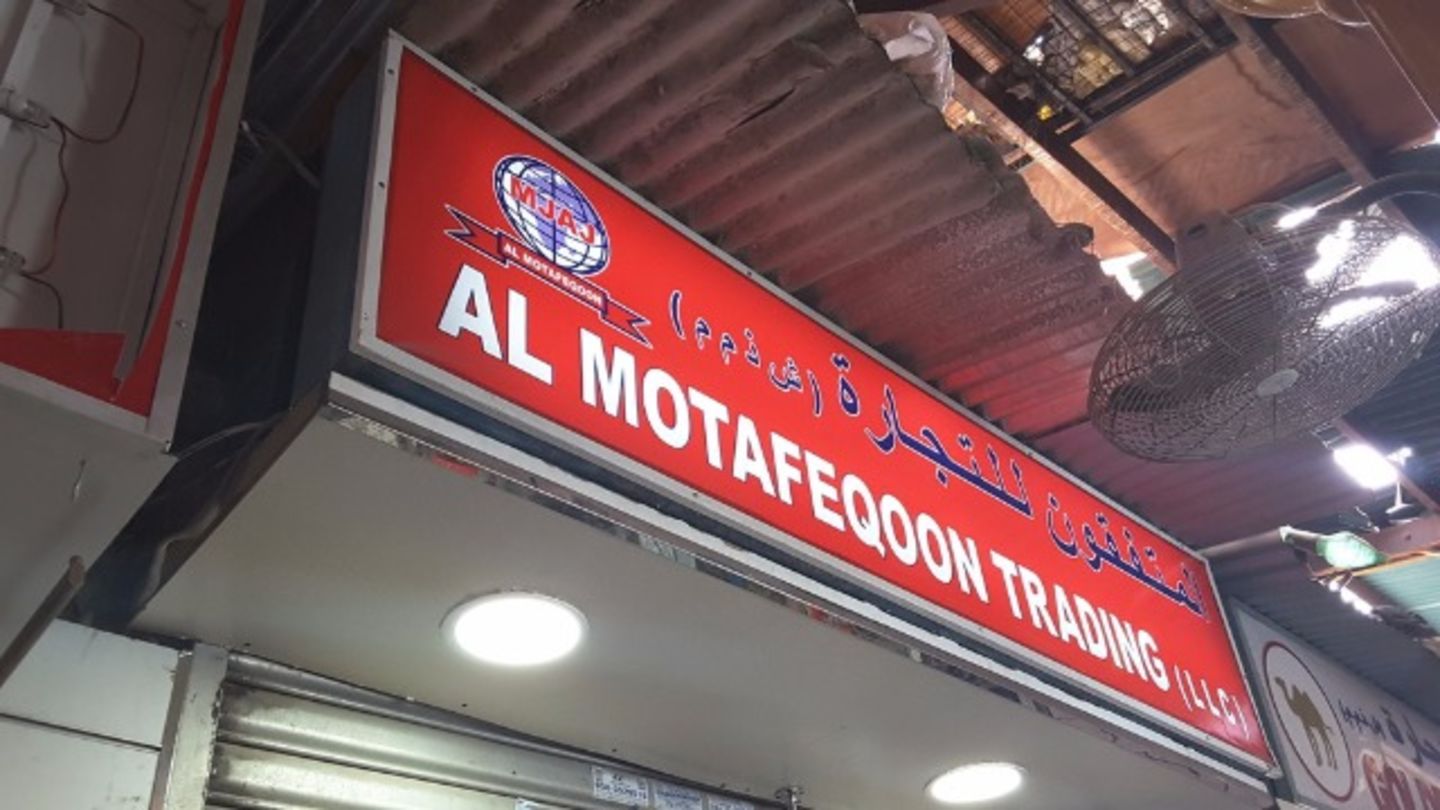 MJAJ
AL MOTAFEQOON
المتفقون للتجارة (ش ذ.م.م)
AL MOTAFEQOON TRADING (LLC)